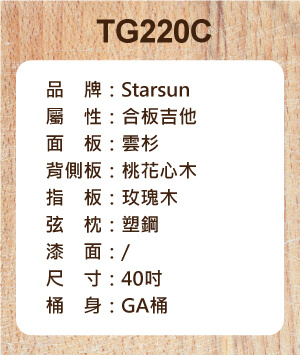 TG220C
品　牌：Starsun
屬　性：合板吉他
面　板：雲杉
背側板：桃花心木
指　板：玫瑰木
弦　枕：塑鋼
漆　面：/
尺　寸：40吋
桶　身：GA桶